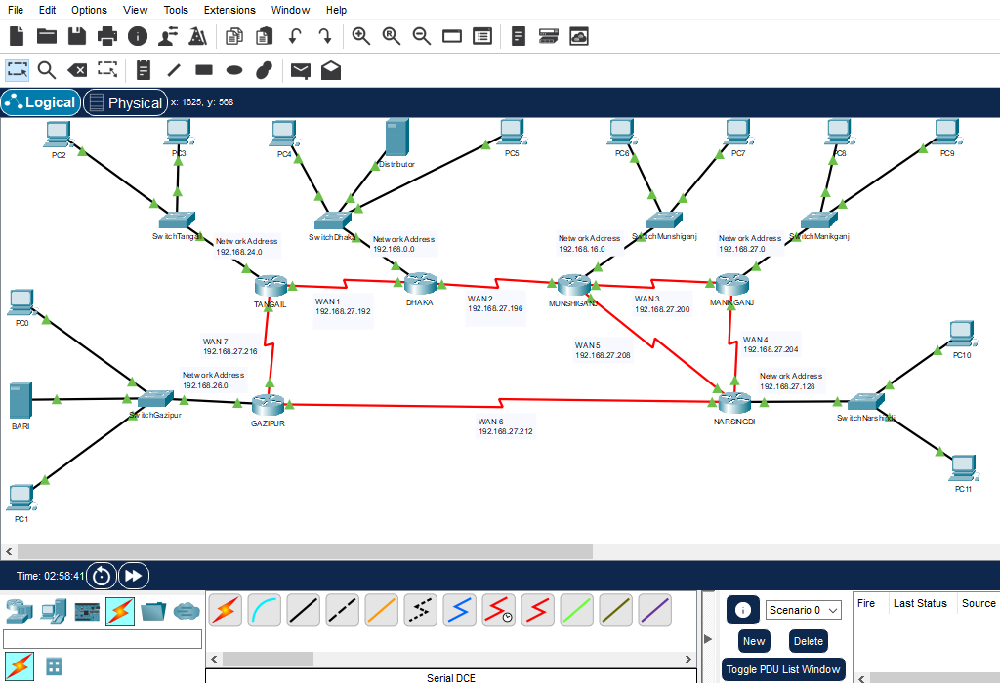 File Edit Options View Tools Extensions Window Help
Logical Physical x: 1625, y: 568
PC2 PC3 PC4 Distributor PC5 PC6 PC7 PC8 PC9
SwitchTangail
SwitchDhaka
SwitchMunshiganj
SwitchManikganj
Network Address
192.168.24.0
Network Address
192.168.0.0
Network Address
192.168.16.0
Network Address
192.168.27.0
TANGAIL
DHAKA
MUNSHIGANJ
MANIKGANJ
WAN 1
192.168.27.192
WAN 2
192.168.27.196
WAN 3
192.168.27.200
PC0
WAN 7
192.168.27.216
WAN 5
192.168.27.208
WAN 4
192.168.27.204
PC10
Network Address
192.168.26.0
Network Address
192.168.27.128
BARI
SwitchGazipur
GAZIPUR
NARSINGDI
SwitchNarshingdi
WAN 6
192.168.27.212
PC1
PC11
Time: 02:58:41
Scenario 0
Fire Last Status Source
New Delete
Toggle PDU List Window
Serial DCE